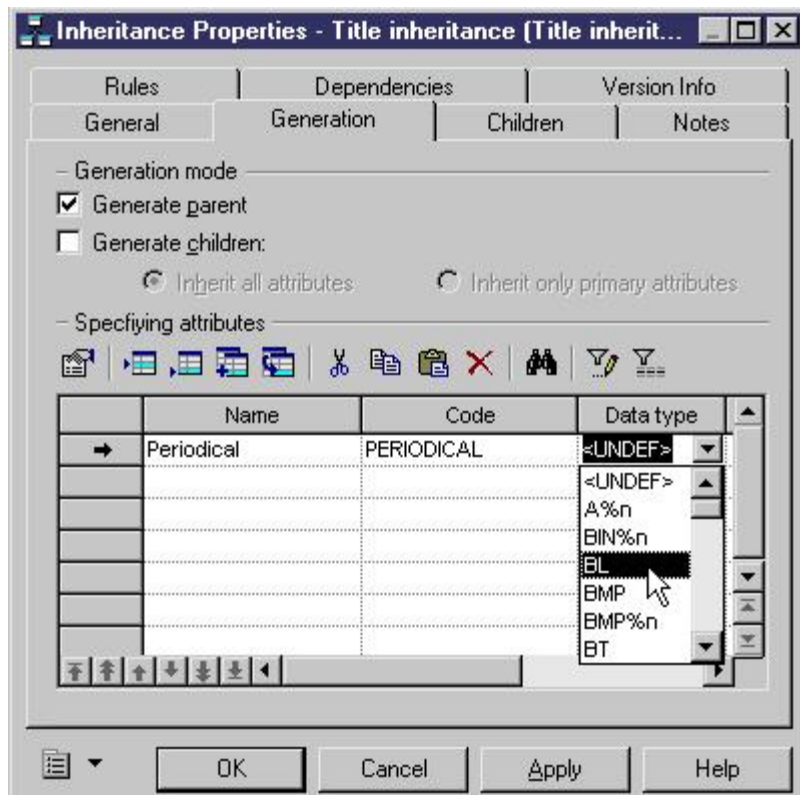 Inheritance Properties - Title inheritance (Title inherit...
Rules Dependencies Version Info
General Generation Children Notes
Generation mode
Generate parent
Generate children:
Inherit all attributes Inherit only primary attributes
Specfiying attributes
Name Code Data type
Periodical PERIODICAL <UNDEF>
<UNDEF>
A%n
BIN%n
BL
BMP
BMP%n
BT
OK Cancel Apply Help